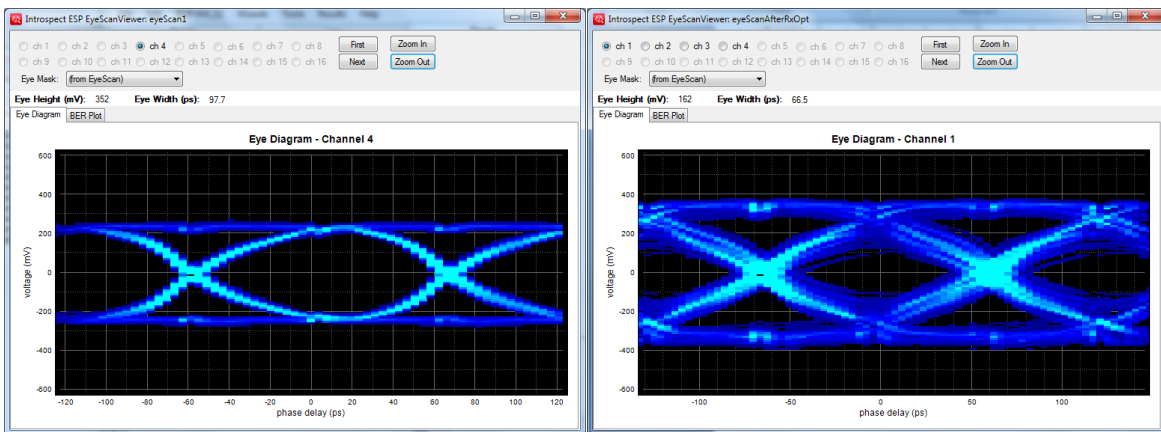 Introspect ESP EyeScanViewer: eyeScan1
ch 1 ch 2 ch 3 ch 4 ch 5 ch 6 ch 7 ch 8 First Zoom In
ch 9 ch 10 ch 11 ch 12 ch 13 ch 14 ch 15 ch 16 Next Zoom Out
Eye Mask: (from EyeScan)
Eye Height (mV): 352 Eye Width (ps): 97.7
Eye Diagram BER Plot
Eye Diagram - Channel 4
600
400
200
0
-200
-400
-600
voltage (mV)
-120 -100 -80 -60 -40 -20 0 20 40 60 80 100 120
phase delay (ps)
Introspect ESP EyeScanViewer: eyeScanAfterRxOpt
ch 1 ch 2 ch 3 ch 4 ch 5 ch 6 ch 7 ch 8 First Zoom In
ch 9 ch 10 ch 11 ch 12 ch 13 ch 14 ch 15 ch 16 Next Zoom Out
Eye Mask: (from EyeScan)
Eye Height (mV): 162 Eye Width (ps): 66.5
Eye Diagram BER Plot
Eye Diagram - Channel 1
600
400
200
0
-200
-400
-600
voltage (mV)
-100 -50 0 50 100
phase delay (ps)